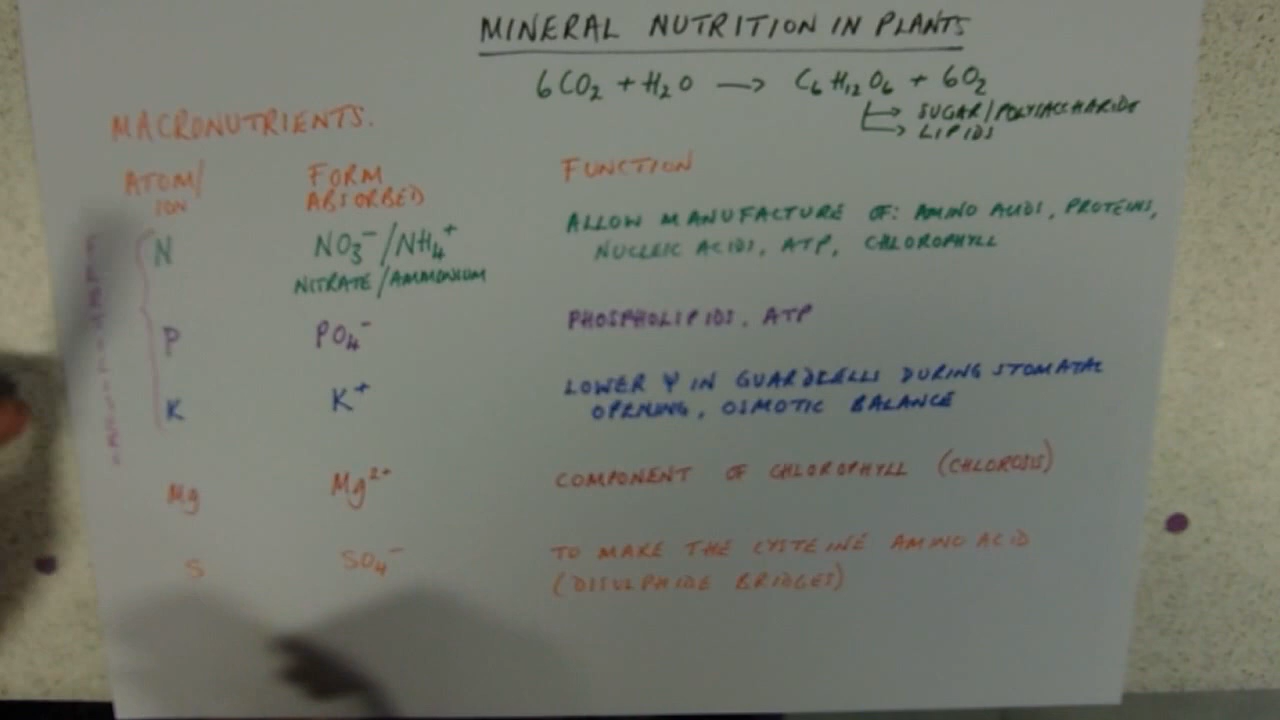 MINERAL NUTRITION IN PLANTS
6CO₂ + H₂O → C₆H₁₂O₆ + 6O₂
SUGAR/POLYSACCHARIDE
LIPIDS
MACRONUTRIENTS.
ATOM/ION
FORM ABSORBED
FUNCTION
N
NO₃⁻/NH₄⁺
NITRATE/AMMONIUM
ALLOW MANUFACTURE OF: AMINO ACIDS, PROTEINS,
NUCLEIC ACIDS, ATP, CHLOROPHYLL
P
PO₄⁻
PHOSPHOLIPIDS, ATP
K
K⁺
LOWER Ψ IN GUARDCELLS DURING STOMATAL
OPENING, OSMOTIC BALANCE
Mg
Mg²⁺
COMPONENT OF CHLOROPHYLL (CHLOROSIS)
S
SO₄⁻
TO MAKE THE CYSTEINE AMINO ACID
(DISULPHIDE BRIDGES)